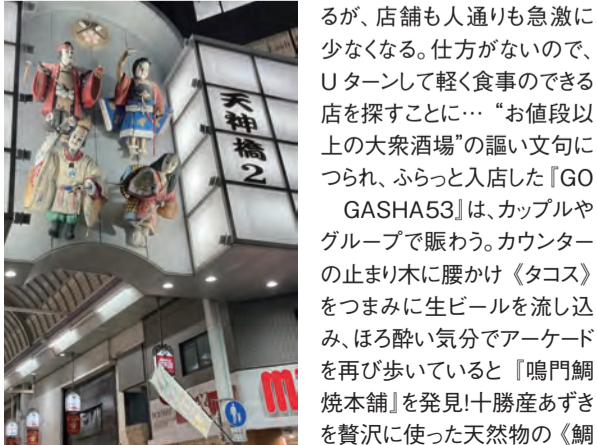 天神橋2
るが、店舗も人通りも急激に
少なくなる。仕方がないので、
Uターンして軽く食事のできる
店を探すことに… “お値段以
上の大衆酒場”の謳い文句に
つられ、ふらっと入店した『GO
GASHA53』は、カップルや
グループで賑わう。カウンター
の止まり木に腰かけ《タコス》
をつまみに生ビールを流し込
み、ほろ酔い気分でアーケード
を再び歩いていると『鳴門鯛
焼本舗』を発見!十勝産あずき
を贅沢に使った天然物の《鯛